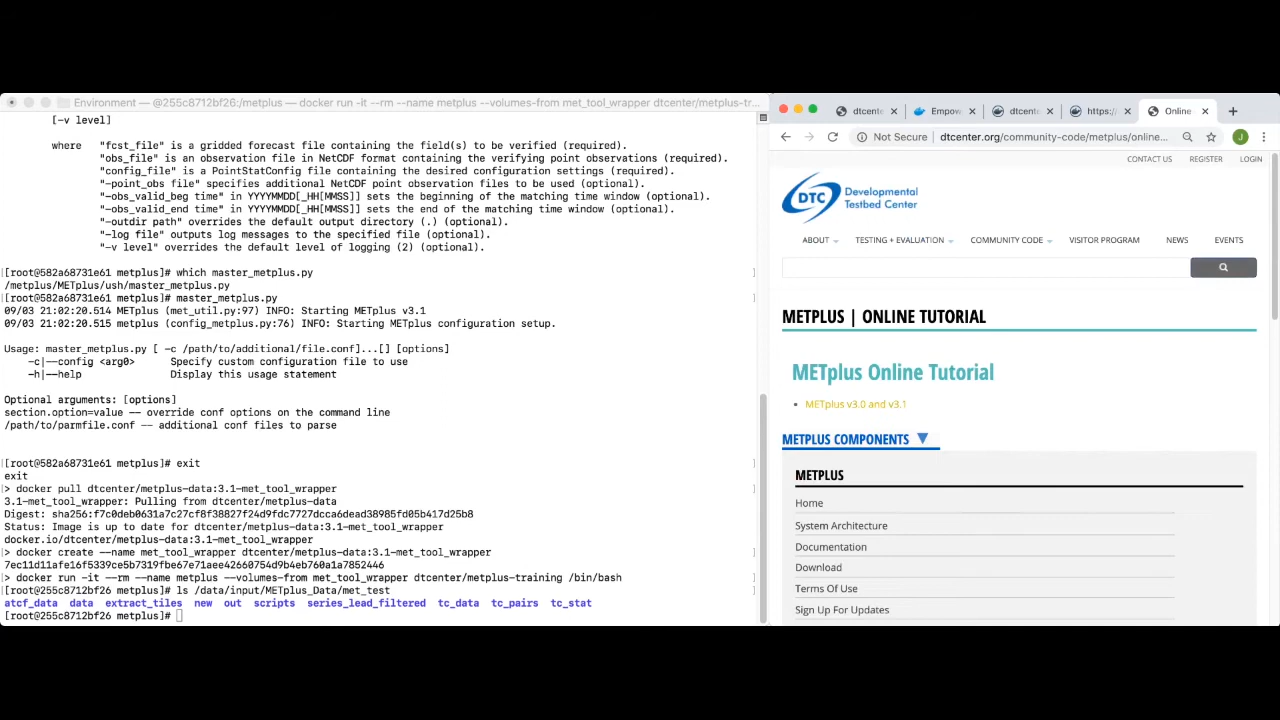 Environment — @255c8712bf26:/metplus — docker run -it --rm --name metplus --volumes-from met_tool_wrapper dtcenter/metplus-tr...
[-v level]
where "fcst_file" is a gridded forecast file containing the field(s) to be verified (required).
"obs_file" is an observation file in NetCDF format containing the verifying point observations (required).
"config_file" is a PointStatConfig file containing the desired configuration settings (required).
"-point_obs file" specifies additional NetCDF point observation files to be used (optional).
"-obs_valid_beg time" in YYYYMMDD[_HH[MMSS]] sets the beginning of the matching time window (optional).
"-obs_valid_end time" in YYYYMMDD[_HH[MMSS]] sets the end of the matching time window (optional).
"-outdir path" overrides the default output directory (.) (optional).
"-log file" outputs log messages to the specified file (optional).
"-v level" overrides the default level of logging (2) (optional).
[root@582a68731e61 metplus]# which master_metplus.py
/metplus/METplus/ush/master_metplus.py
[root@582a68731e61 metplus]# master_metplus.py
09/03 21:02:20.514 metplus (met_util.py:97) INFO: Starting METplus v3.1
09/03 21:02:20.515 metplus (config_metplus.py:76) INFO: Starting METplus configuration setup.
Usage: master_metplus.py [ -c /path/to/additional/file.conf]...[] [options]
-c|--config <arg0> Specify custom configuration file to use
-h|--help Display this usage statement
Optional arguments: [options]
section.option=value —— override conf options on the command line
/path/to/parmfile.conf —— additional conf files to parse
[root@582a68731e61 metplus]# exit
exit
> docker pull dtcenter/metplus-data:3.1-met_tool_wrapper
3.1-met_tool_wrapper: Pulling from dtcenter/metplus-data
Digest: sha256:f7c0deb0631a7c27cf8f38827f24d9fdc7727dcca6dead38985fd05b417d25b8
Status: Image is up to date for dtcenter/metplus-data:3.1-met_tool_wrapper
docker.io/dtcenter/metplus-data:3.1-met_tool_wrapper
> docker create --name met_tool_wrapper dtcenter/metplus-data:3.1-met_tool_wrapper
7ec11d11afe16f5339ce5b7319fbe67e71aee42660754d9b4eb760a1a7852446
> docker run -it --rm --name metplus --volumes-from met_tool_wrapper dtcenter/metplus-training /bin/bash
[root@255c8712bf26 metplus]# ls /data/input/METplus_Data/met_test
atcf_data data extract_tiles new out scripts series_lead_filtered tc_data tc_pairs tc_stat
[root@255c8712bf26 metplus]#
dtcente Empow dtcent https:/ Online
Not Secure dtcenter.org/community-code/metplus/online... J
CONTACT US REGISTER LOGIN
DTC Developmental
Testbed Center
ABOUT TESTING + EVALUATION COMMUNITY CODE VISITOR PROGRAM NEWS EVENTS
METPLUS | ONLINE TUTORIAL
METplus Online Tutorial
METplus v3.0 and v3.1
METPLUS COMPONENTS
METPLUS
Home
System Architecture
Documentation
Download
Terms Of Use
Sign Up For Updates